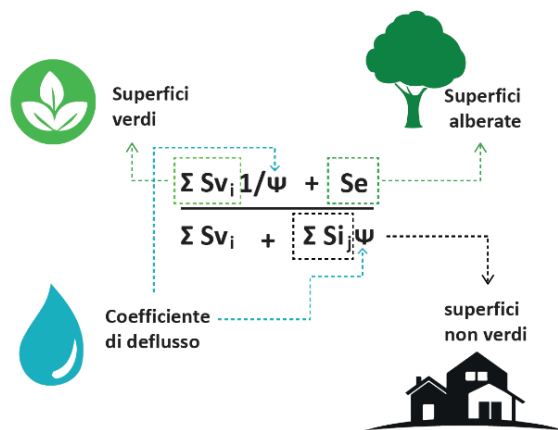 Superfici
verdi
Superfici
alberate
Σ Svi 1/Ψ + Se
Σ Svi + Σ Sij Ψ
Coefficiente
di deflusso
superfici
non verdi